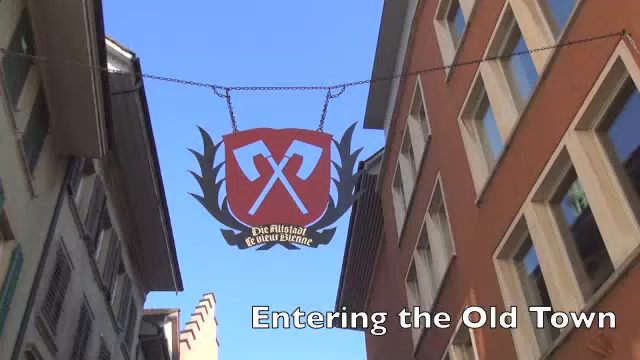 Die Altstadt
le vieux Bienne
Entering the Old Town